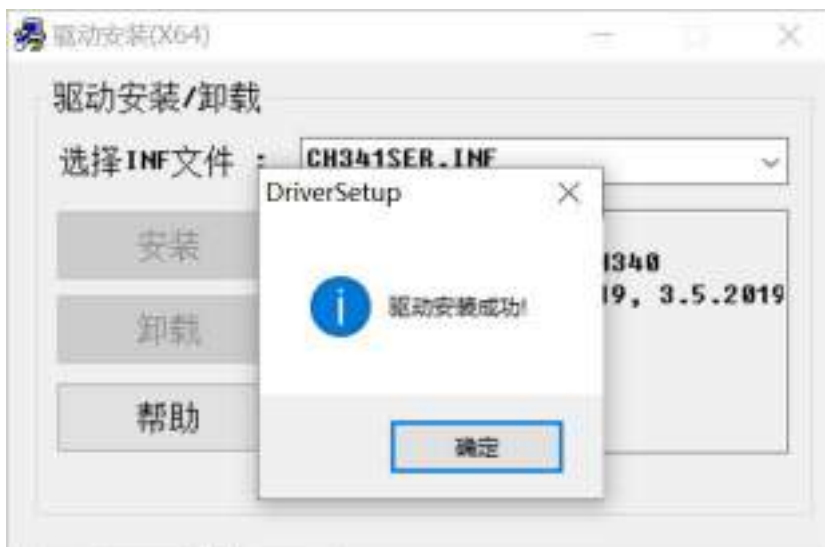 驱动安装(X64)
驱动安装/卸载
选择INF文件 :
CH341SER.INF
DriverSetup
安装
卸载
帮助
驱动安装成功!
确定
340
19, 3.5.2019